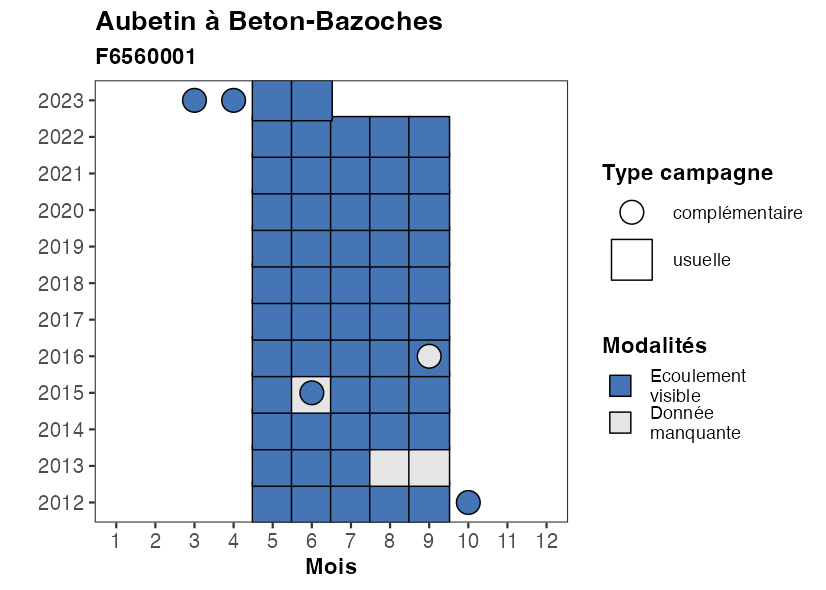 Aubetin à Beton-Bazoches
F6560001
2023
2022
2021
2020
2019
2018
2017
2016
2015
2014
2013
2012
1 2 3 4 5 6 7 8 9 10 11 12
Mois
Type campagne
complémentaire
usuelle
Modalités
Ecoulement
visible
Donnée
manquante